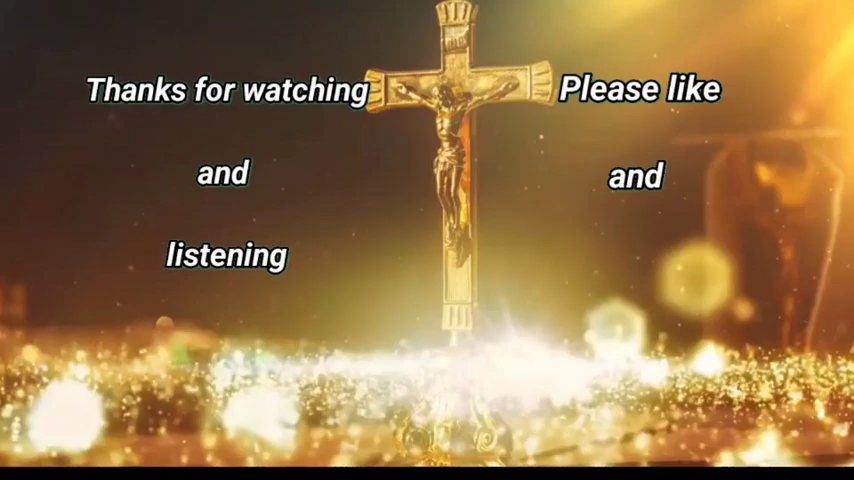 Thanks for watching
and
listening
Please like
and